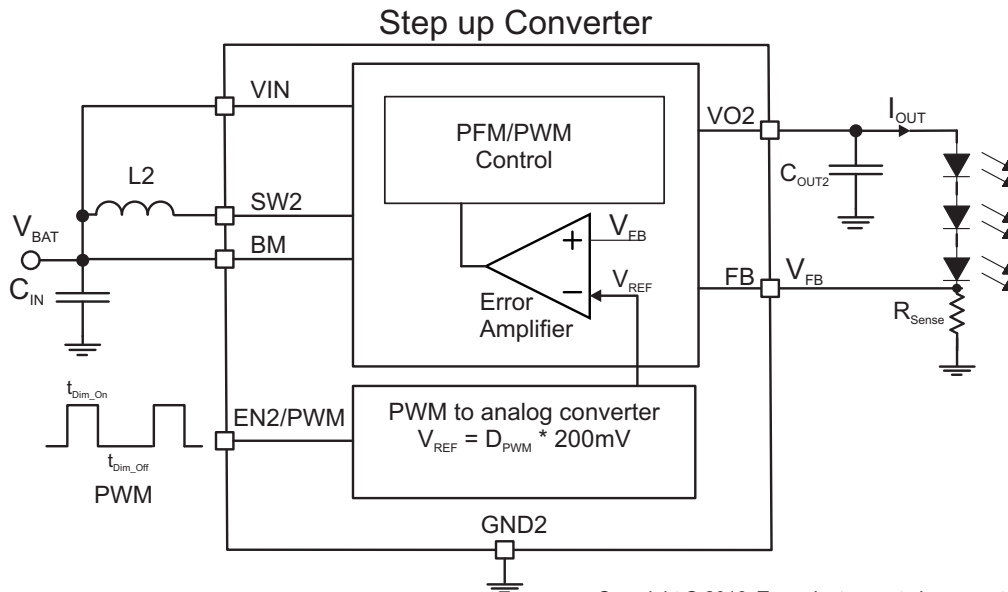 Step up Converter
VIN
PFM/PWM
Control
VO2
I_OUT
L2
C_OUT2
SW2
V_BAT
BM
+
V_FB
C_IN
V_REF
−
Error
Amplifier
FB
V_FB
R_Sense
t_Dim_On
EN2/PWM
PWM to analog converter
V_REF = D_PWM * 200mV
t_Dim_Off
PWM
GND2